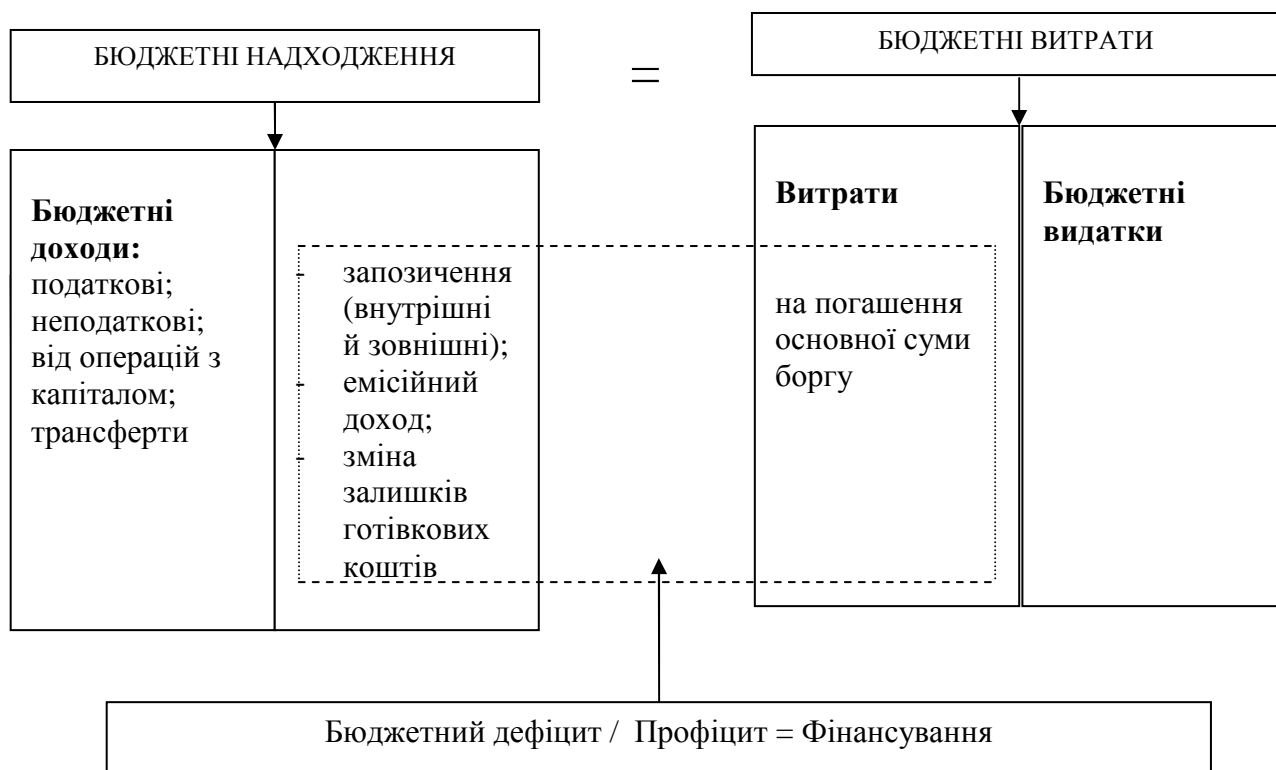 БЮДЖЕТНІ НАДХОДЖЕННЯ
=
БЮДЖЕТНІ ВИТРАТИ
Бюджетні
доходи:
податкові;
неподаткові;
від операцій з
капіталом;
трансферти
- запозичення
(внутрішні
й зовнішні);
- емісійний
доход;
- зміна
залишків
готівкових
коштів
Витрати
на погашення
основної суми
боргу
Бюджетні
видатки
Бюджетний дефіцит / Профіцит = Фінансування